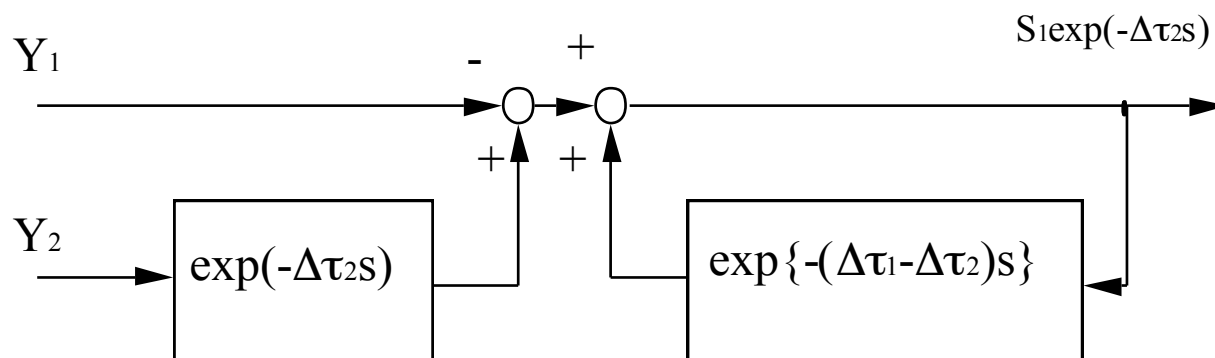 S₁exp(-Δτ₂s)
Y₁
-
+
+
+
Y₂
exp(-Δτ₂s)
exp{-(Δτ₁-Δτ₂)s}